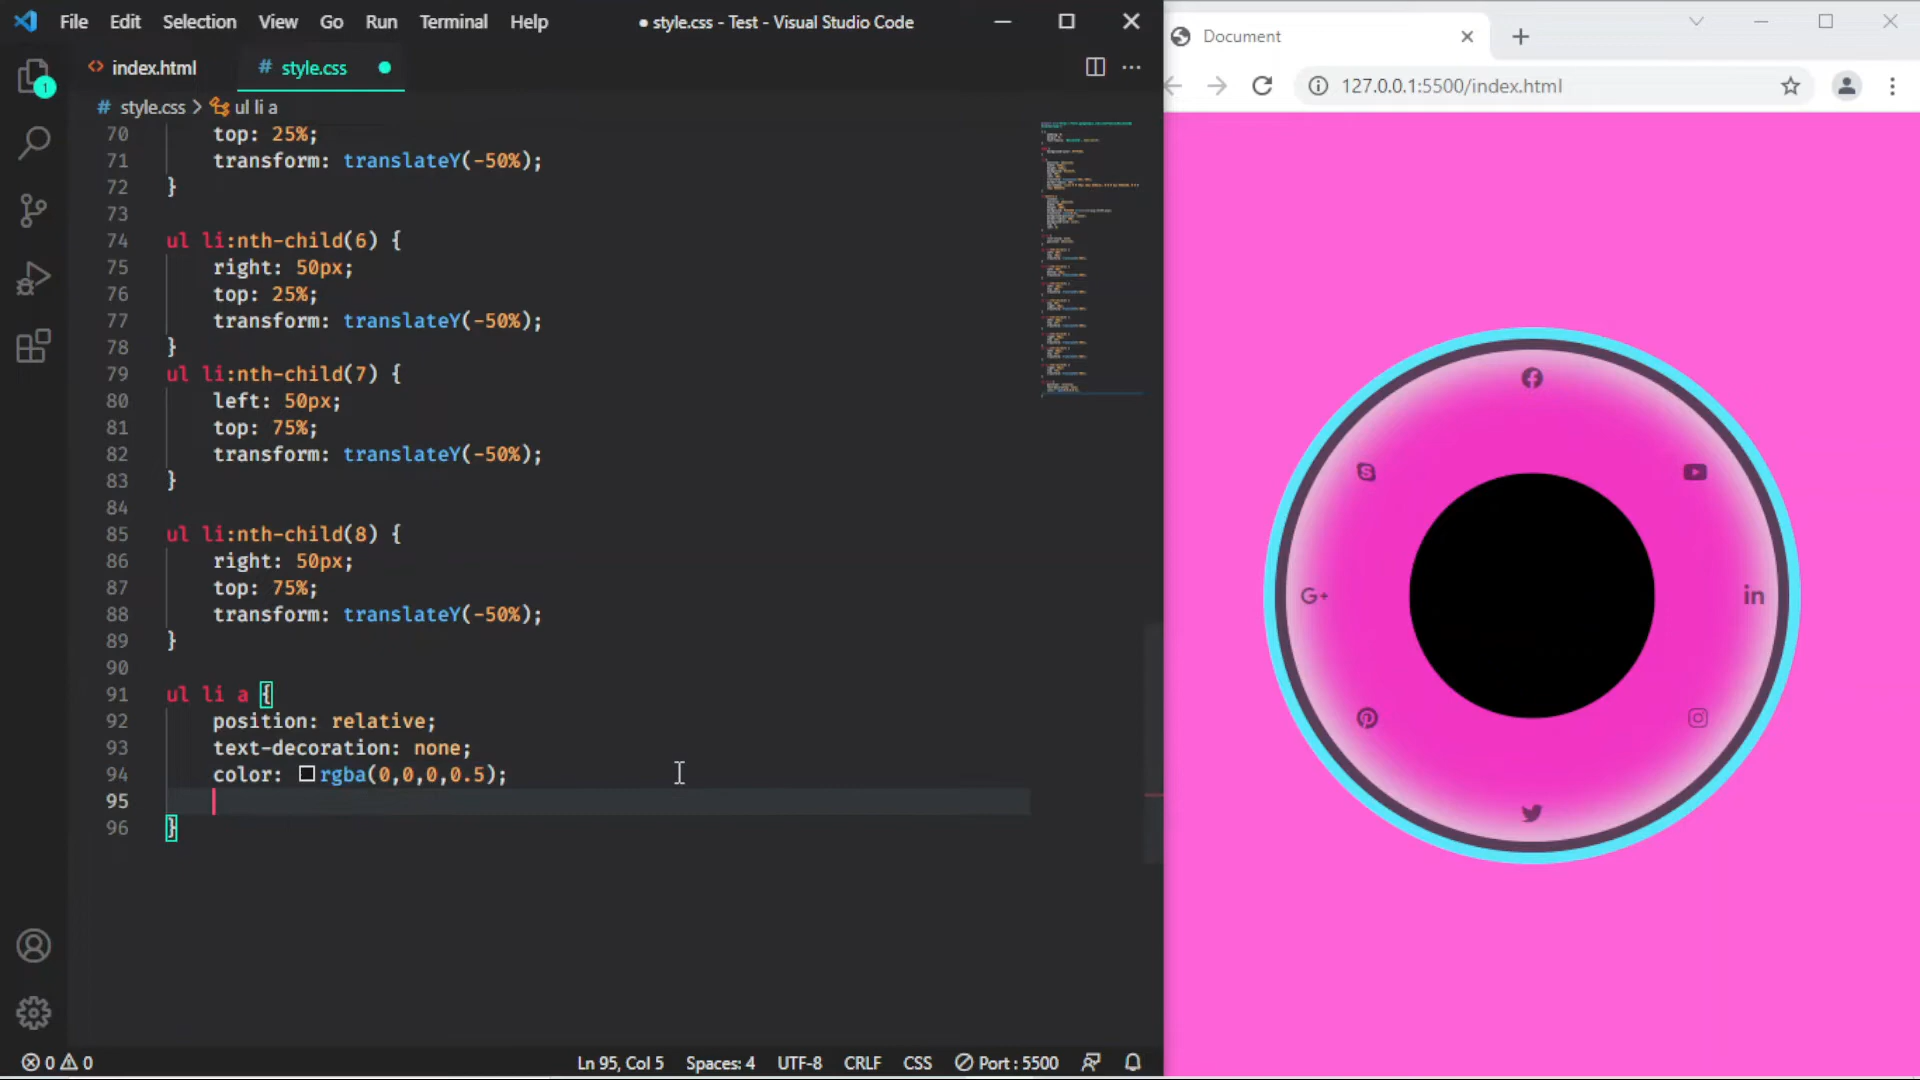 File Edit Selection View Go Run Terminal Help ● style.css - Test - Visual Studio Code
index.html # style.css
# style.css > ul li a
70 top: 25%;
71 transform: translateY(-50%);
72 }
73
74 ul li:nth-child(6) {
75 right: 50px;
76 top: 25%;
77 transform: translateY(-50%);
78 }
79 ul li:nth-child(7) {
80 left: 50px;
81 top: 75%;
82 transform: translateY(-50%);
83 }
84
85 ul li:nth-child(8) {
86 right: 50px;
87 top: 75%;
88 transform: translateY(-50%);
89 }
90
91 ul li a {
92 position: relative;
93 text-decoration: none;
94 color: rgba(0,0,0,0.5);
95
96 }
1
0 0 Ln 95, Col 5 Spaces: 4 UTF-8 CRLF CSS Port : 5500
Document
127.0.0.1:5500/index.html
G+
in